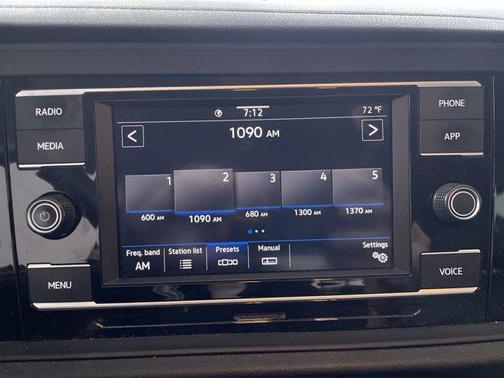 RADIO
MEDIA
MENU
7:12
72 °F
1090 AM
1 2 3 4 5
600 AM 1090 AM 680 AM 1300 AM 1370 AM
Freq. band Station list Presets Manual Settings
AM
PHONE
APP
VOICE